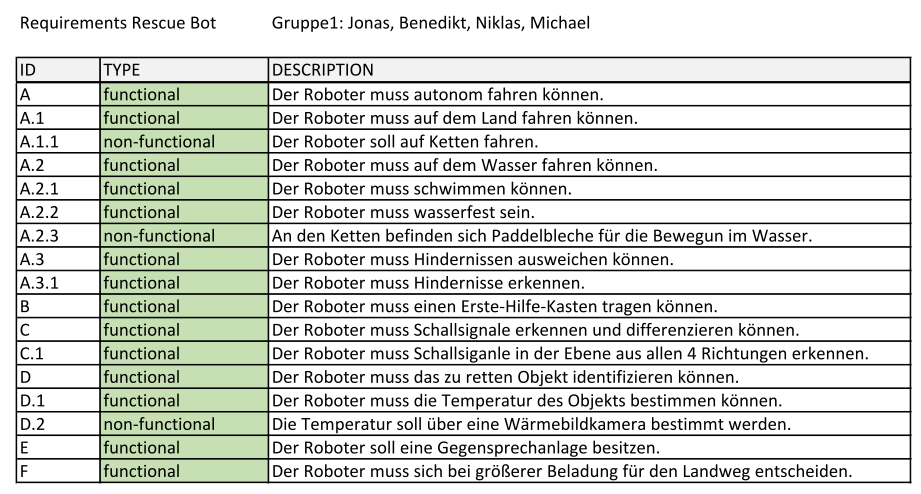 Requirements Rescue Bot Gruppe1: Jonas, Benedikt, Niklas, Michael
ID TYPE DESCRIPTION
A functional Der Roboter muss autonom fahren können.
A.1 functional Der Roboter muss auf dem Land fahren können.
A.1.1 non-functional Der Roboter soll auf Ketten fahren.
A.2 functional Der Roboter muss auf dem Wasser fahren können.
A.2.1 functional Der Roboter muss schwimmen können.
A.2.2 functional Der Roboter muss wasserfest sein.
A.2.3 non-functional An den Ketten befinden sich Paddelbleche für die Bewegun im Wasser.
A.3 functional Der Roboter muss Hindernissen ausweichen können.
A.3.1 functional Der Roboter muss Hindernisse erkennen.
B functional Der Roboter muss einen Erste-Hilfe-Kasten tragen können.
C functional Der Roboter muss Schallsignale erkennen und differenzieren können.
C.1 functional Der Roboter muss Schallsiganle in der Ebene aus allen 4 Richtungen erkennen.
D functional Der Roboter muss das zu retten Objekt identifizieren können.
D.1 functional Der Roboter muss die Temperatur des Objekts bestimmen können.
D.2 non-functional Die Temperatur soll über eine Wärmebildkamera bestimmt werden.
E functional Der Roboter soll eine Gegensprechanlage besitzen.
F functional Der Roboter muss sich bei größerer Beladung für den Landweg entscheiden.